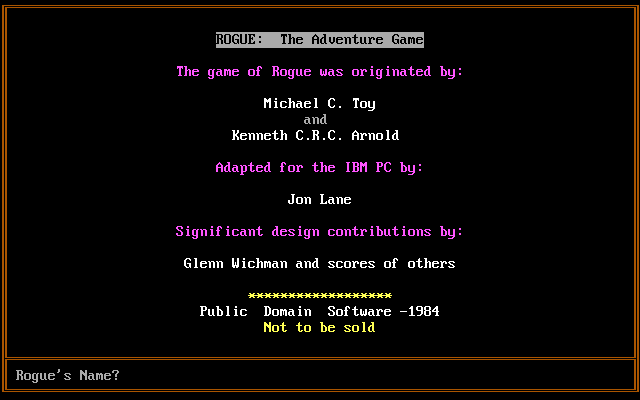 ROGUE:  The Adventure Game
The game of Rogue was originated by:
Michael C. Toy
and
Kenneth C.R.C. Arnold
Adapted for the IBM PC by:
Jon Lane
Significant design contributions by:
Glenn Wichman and scores of others
******************
Public  Domain  Software -1984
Not to be sold
Rogue's Name?